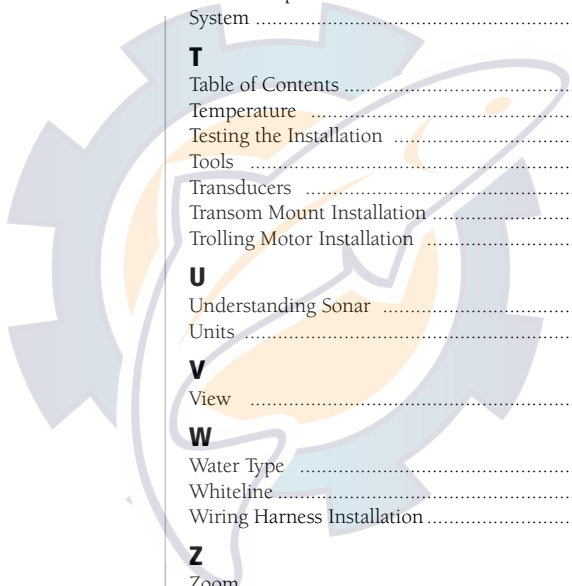 System ........................................................
T
Table of Contents ........................................
Temperature ..............................................
Testing the Installation ................................
Tools ........................................................
Transducers ..............................................
Transom Mount Installation ........................
Trolling Motor Installation ..........................
U
Understanding Sonar ..................................
Units ........................................................
V
View ........................................................
W
Water Type ................................................
Whiteline ..................................................
Wiring Harness Installation ........................
Z
Zoom